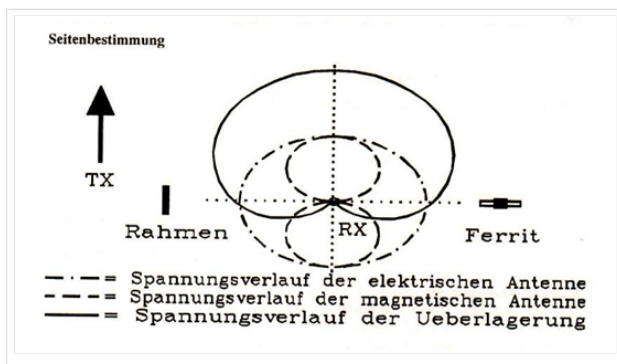 Seitenbestimmung
TX
Rahmen
RX
Ferrit
= Spannungsverlauf der elektrischen Antenne
= Spannungsverlauf der magnetischen Antenne
= Spannungsverlauf der Ueberlagerung